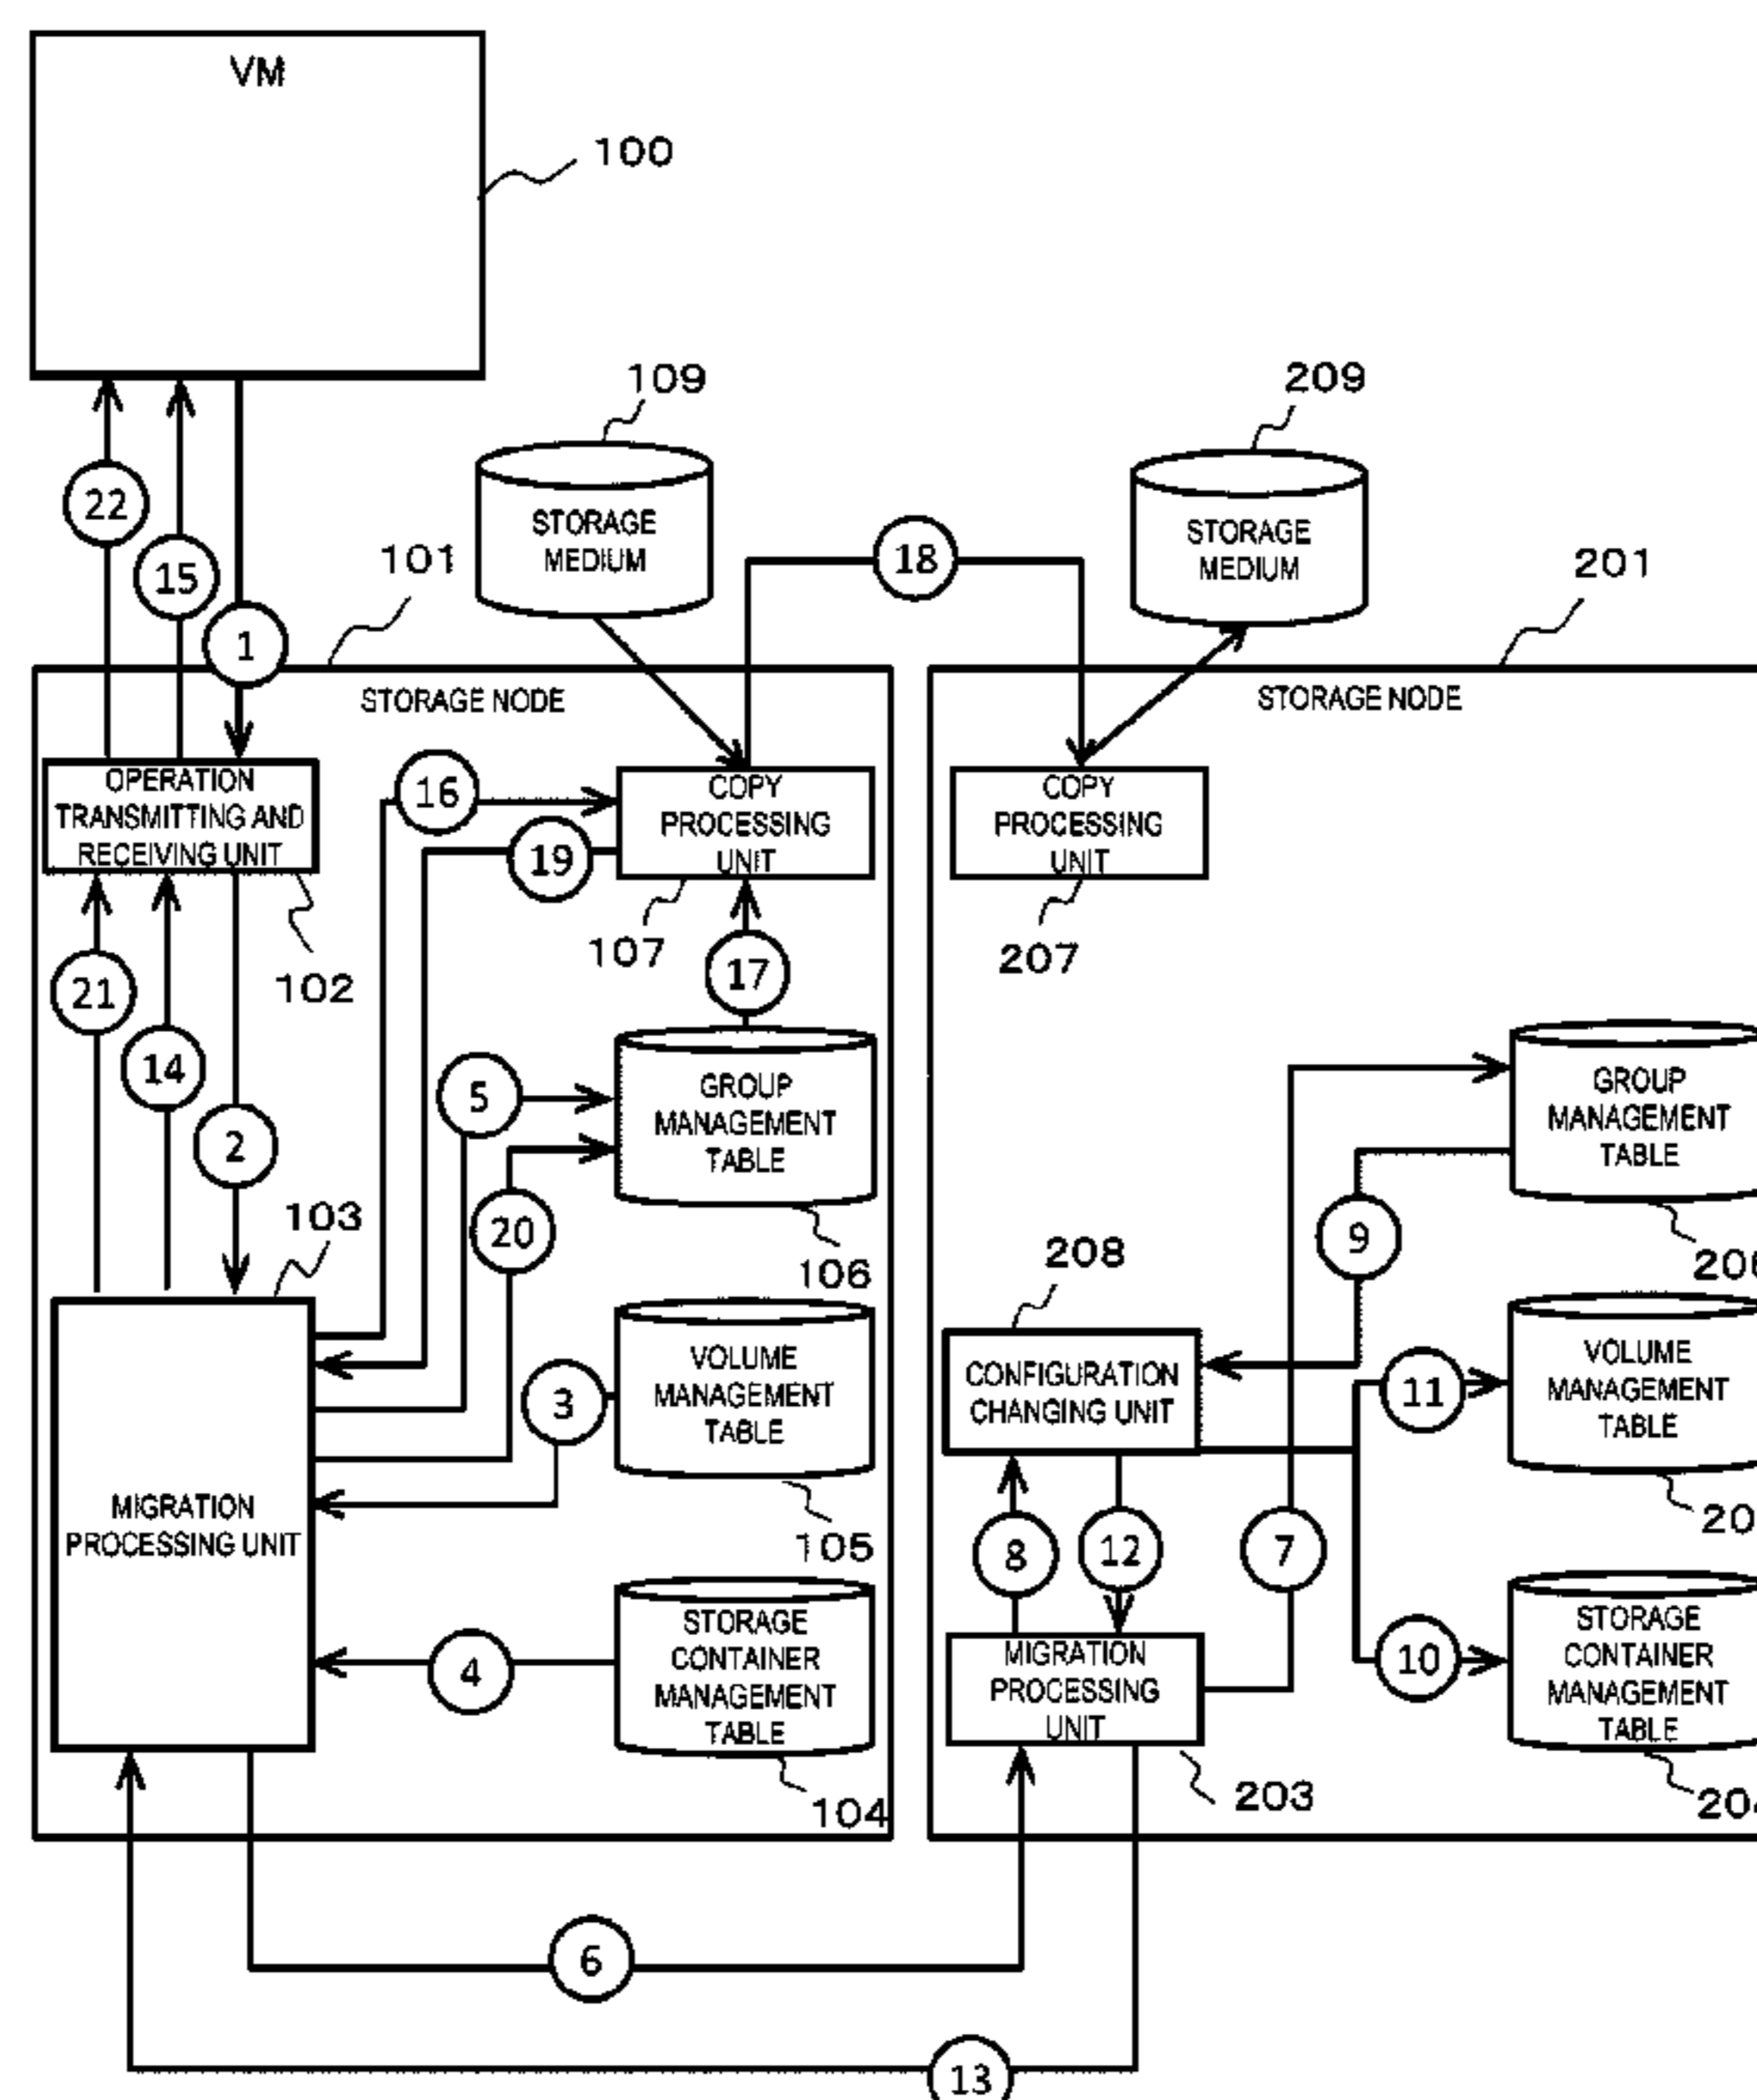 VM
100
109
209
22
STORAGE
MEDIUM
STORAGE
MEDIUM
101
18
201
15
1
STORAGE NODE
STORAGE NODE
OPERATION
TRANSMITTING AND
RECEIVING UNIT
16
19
COPY
PROCESSING
UNIT
COPY
PROCESSING
UNIT
107
207
21
102
17
14
5
GROUP
MANAGEMENT
TABLE
GROUP
MANAGEMENT
TABLE
2
20
9
103
106
208
VOLUME
MANAGEMENT
TABLE
VOLUME
MANAGEMENT
TABLE
3
CONFIGURATION
CHANGING UNIT
11
MIGRATION
PROCESSING UNIT
105
8
12
7
4
STORAGE
CONTAINER
MANAGEMENT
TABLE
MIGRATION
PROCESSING
UNIT
10
STORAGE
CONTAINER
MANAGEMENT
TABLE
104
203
6
13